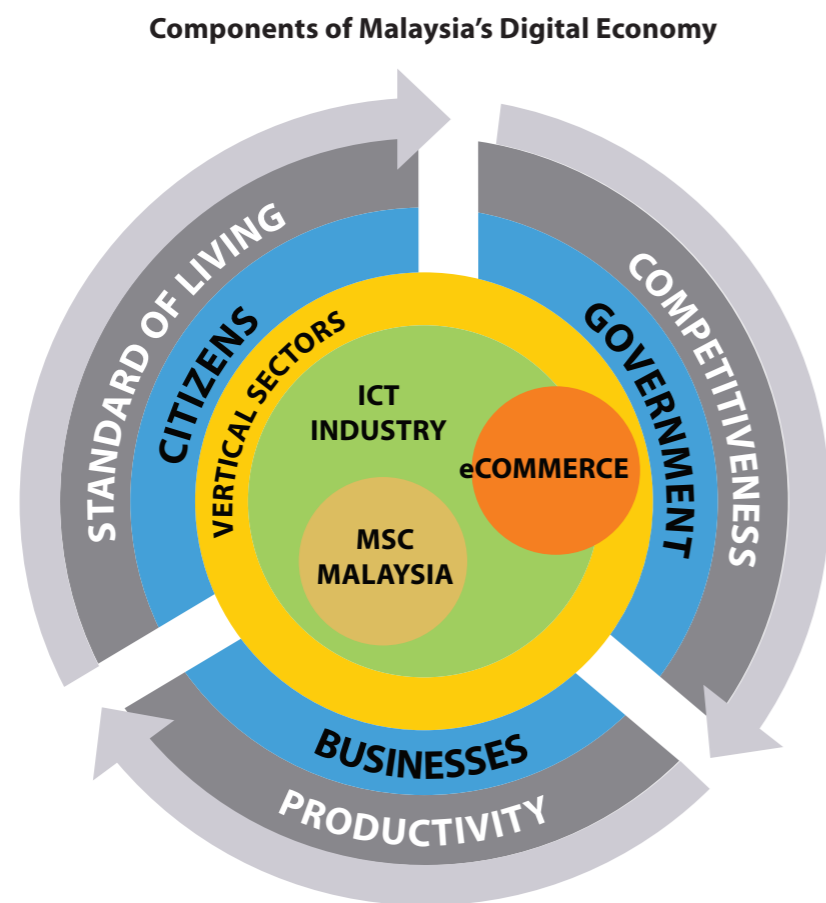 Components of Malaysia's Digital Economy
STANDARD OF LIVING
CITIZENS
VERTICAL SECTORS
COMPETITIVENESS
GOVERNMENT
ICT
INDUSTRY
eCOMMERCE
MSC
MALAYSIA
BUSINESSES
PRODUCTIVITY